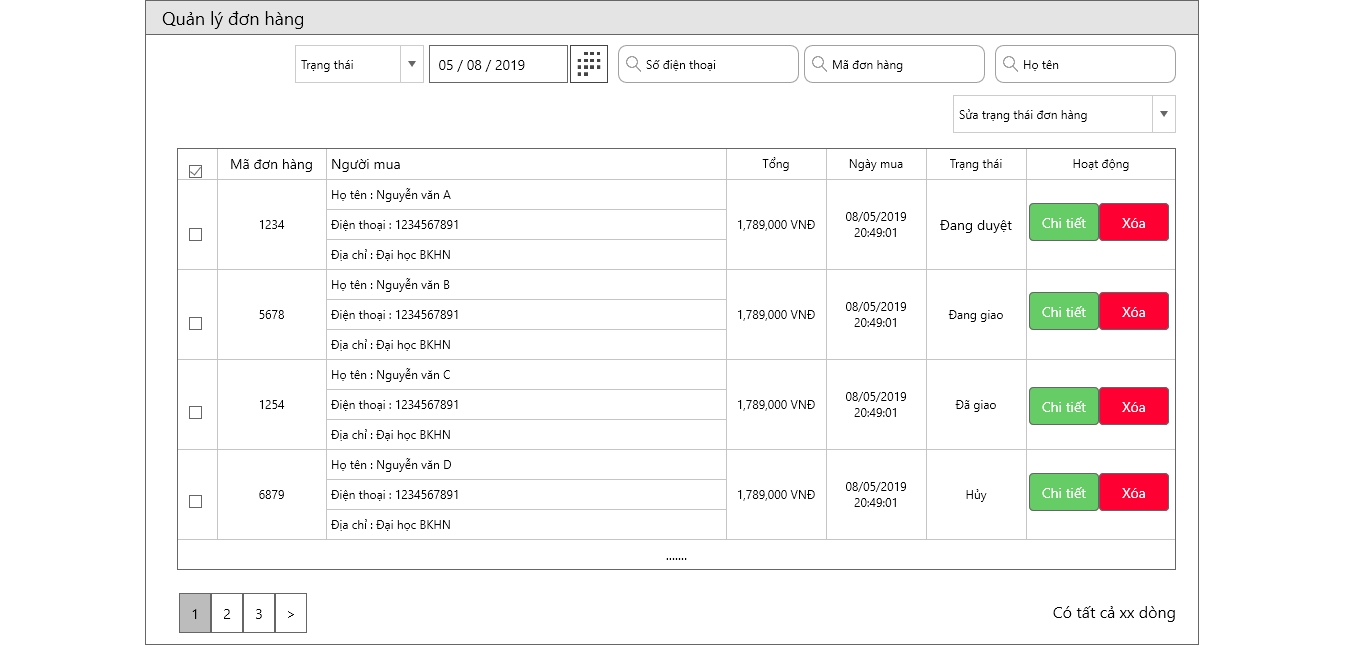 Quản lý đơn hàng
Trạng thái
05 / 08 / 2019
Số điện thoại
Mã đơn hàng
Họ tên
Sửa trạng thái đơn hàng
Mã đơn hàng Người mua Tổng Ngày mua Trạng thái Hoạt động
Họ tên : Nguyễn văn A
1234 Điện thoại : 1234567891 1,789,000 VNĐ 08/05/2019 Đang duyệt Chi tiết Xóa
20:49:01
Địa chỉ : Đại học BKHN
Họ tên : Nguyễn văn B
5678 Điện thoại : 1234567891 1,789,000 VNĐ 08/05/2019 Đang giao Chi tiết Xóa
20:49:01
Địa chỉ : Đại học BKHN
Họ tên : Nguyễn văn C
1254 Điện thoại : 1234567891 1,789,000 VNĐ 08/05/2019 Đã giao Chi tiết Xóa
20:49:01
Địa chỉ : Đại học BKHN
Họ tên : Nguyễn văn D
6879 Điện thoại : 1234567891 1,789,000 VNĐ 08/05/2019 Hủy Chi tiết Xóa
20:49:01
Địa chỉ : Đại học BKHN
.......
1 2 3 > Có tất cả xx dòng